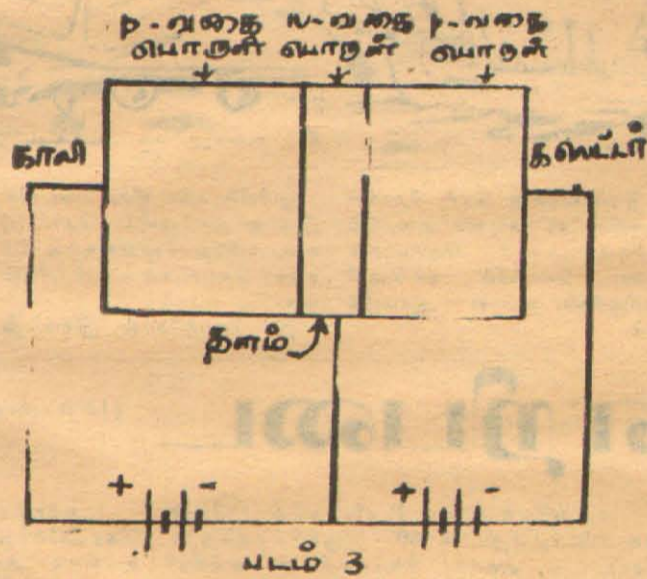 p-வகை n-வகை p-வகை
பொருள் பொருள் பொருள்
காலி
கலெட்டர்
தளம்
+ - + -
படம் 3